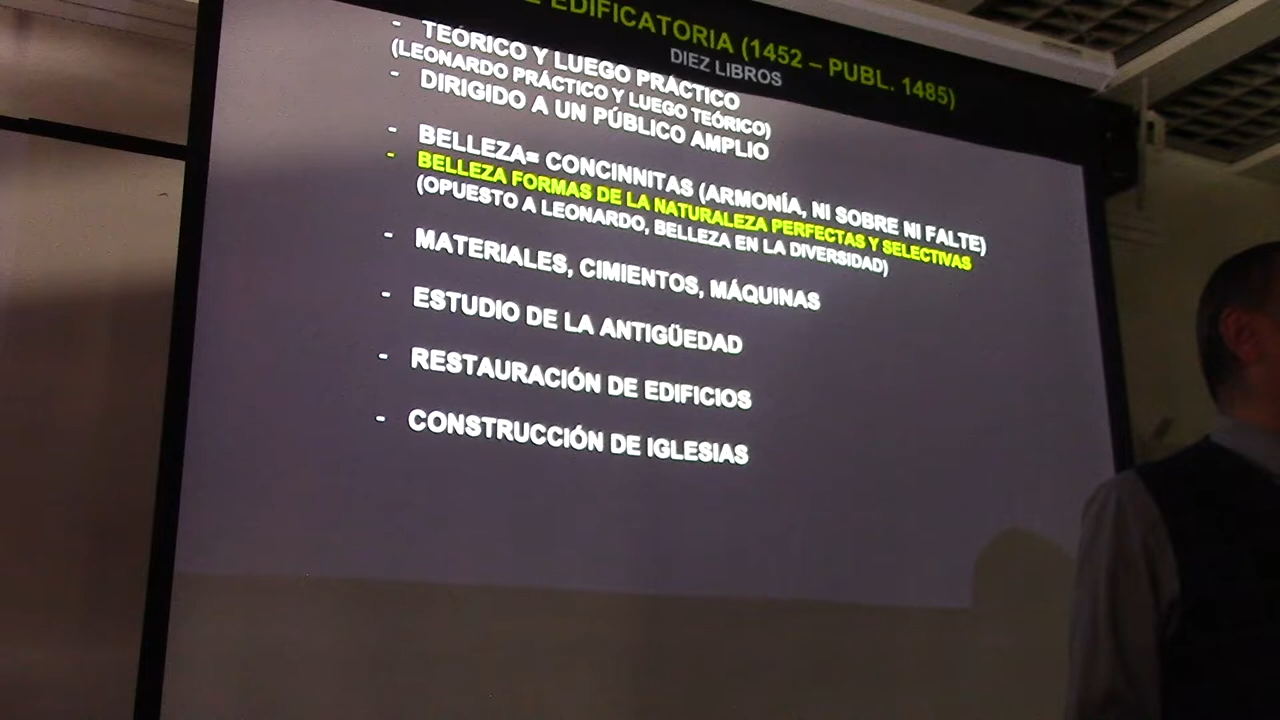 EDIFICATORIA (1452 – PUBL. 1485)
DIEZ LIBROS
- TEÓRICO Y LUEGO PRÁCTICO
(LEONARDO PRÁCTICO Y LUEGO TEÓRICO)
- DIRIGIDO A UN PÚBLICO AMPLIO
- BELLEZA= CONCINNITAS (ARMONÍA, NI SOBRE NI FALTE)
- BELLEZA FORMAS DE LA NATURALEZA PERFECTAS Y SELECTIVAS
(OPUESTO A LEONARDO, BELLEZA EN LA DIVERSIDAD)
- MATERIALES, CIMIENTOS, MÁQUINAS
- ESTUDIO DE LA ANTIGÜEDAD
- RESTAURACIÓN DE EDIFICIOS
- CONSTRUCCIÓN DE IGLESIAS